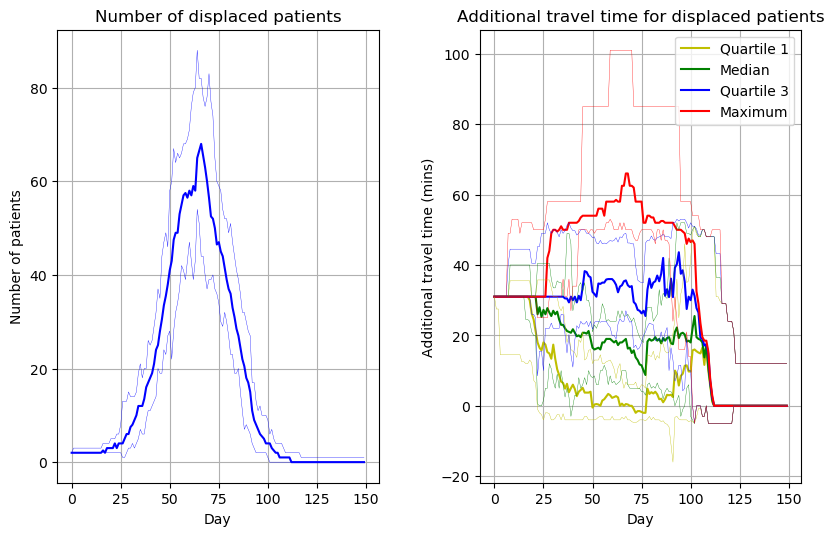 Number of displaced patients
Number of patients
80
60
40
20
0
0 25 50 75 100 125 150
Day
Additional travel time for displaced patients
Additional travel time (mins)
100
80
60
40
20
0
−20
Quartile 1
Median
Quartile 3
Maximum
0 25 50 75 100 125 150
Day